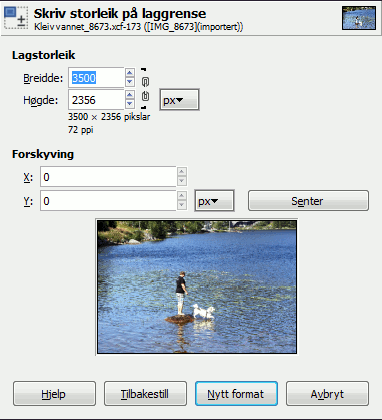 Skriv storleik på laggrense
Kleivvannet_8673.xcf-173 ([IMG_8673](importert))
Lagstorleik
Breidde: 3500
Høgde: 2356 px
3500 × 2356 pikslar
72 ppi
Forskyving
X: 0
Y: 0 px Senter
Hjelp Tilbakestill Nytt format Avbryt